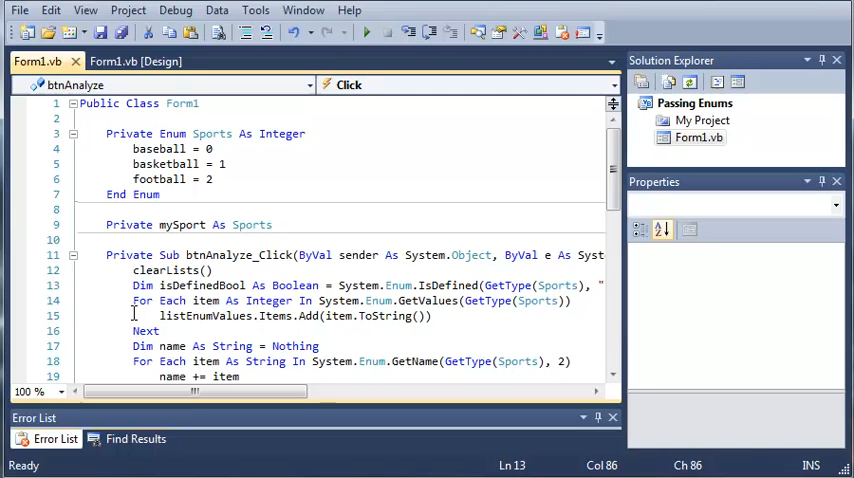 File Edit View Project Debug Data Tools Window Help
Form1.vb Form1.vb [Design]
Solution Explorer
btnAnalyze Click
Passing Enums
My Project
Form1.vb
Properties
1 Public Class Form1
2
3 Private Enum Sports As Integer
4 baseball = 0
5 basketball = 1
6 football = 2
7 End Enum
8
9 Private mySport As Sports
10
11 Private Sub btnAnalyze_Click(ByVal sender As System.Object, ByVal e As Syst
12 clearLists()
13 Dim isDefinedBool As Boolean = System.Enum.IsDefined(GetType(Sports), "
14 For Each item As Integer In System.Enum.GetValues(GetType(Sports))
15 listEnumValues.Items.Add(item.ToString())
16 Next
17 Dim name As String = Nothing
18 For Each item As String In System.Enum.GetName(GetType(Sports), 2)
19 name += item
100 %
Error List
Error List Find Results
Ready Ln 13 Col 86 Ch 86 INS